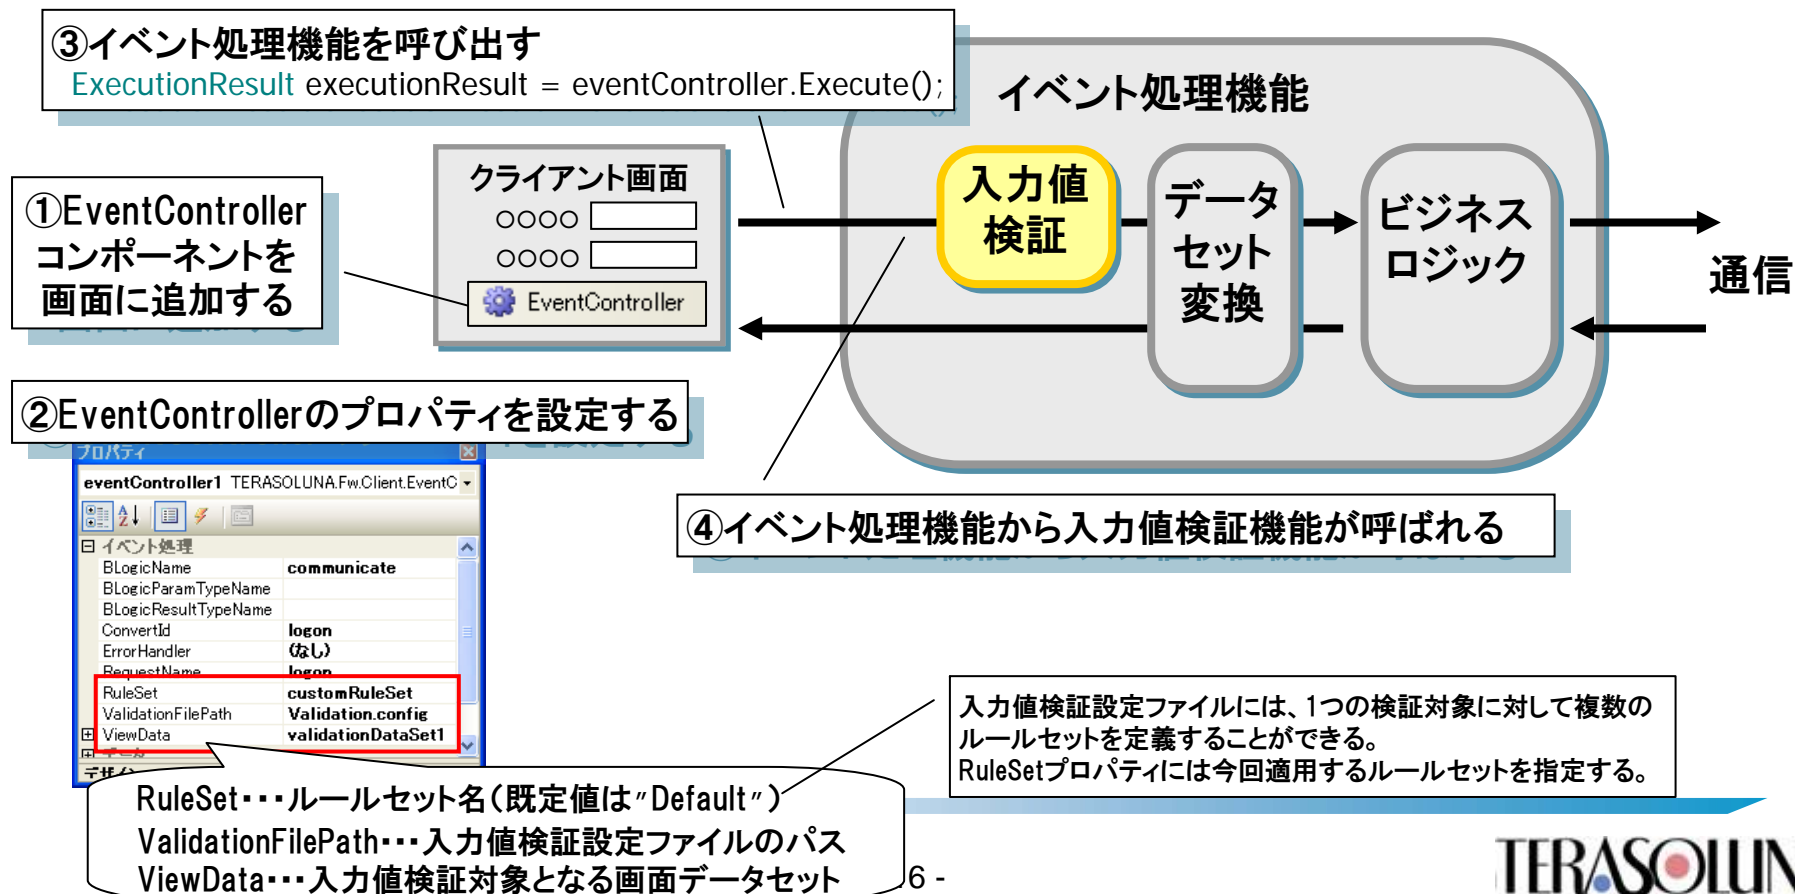 ③イベント処理機能を呼び出す
ExecutionResult executionResult = eventController.Execute();
イベント処理機能
①EventController
コンポーネントを
画面に追加する
クライアント画面
○○○○
○○○○
EventController
入力値
検証
データ
セット
変換
ビジネス
ロジック
通信
②EventControllerのプロパティを設定する
プロパティ
eventController1 TERASOLUNA.Fw.Client.EventC
イベント処理
BLogicName communicate
BLogicParamTypeName
BLogicResultTypeName
ConvertId logon
ErrorHandler (なし)
RequestName logon
RuleSet customRuleSet
ValidationFilePath Validation.config
ViewData validationDataSet1
データ
④イベント処理機能から入力値検証機能が呼ばれる
入力値検証設定ファイルには、1つの検証対象に対して複数の
ルールセットを定義することができる。
RuleSetプロパティには今回適用するルールセットを指定する。
RuleSet・・・ルールセット名(既定値は"Default")
ValidationFilePath・・・入力値検証設定ファイルのパス
ViewData・・・入力値検証対象となる画面データセット
6 -
TERASOLUN